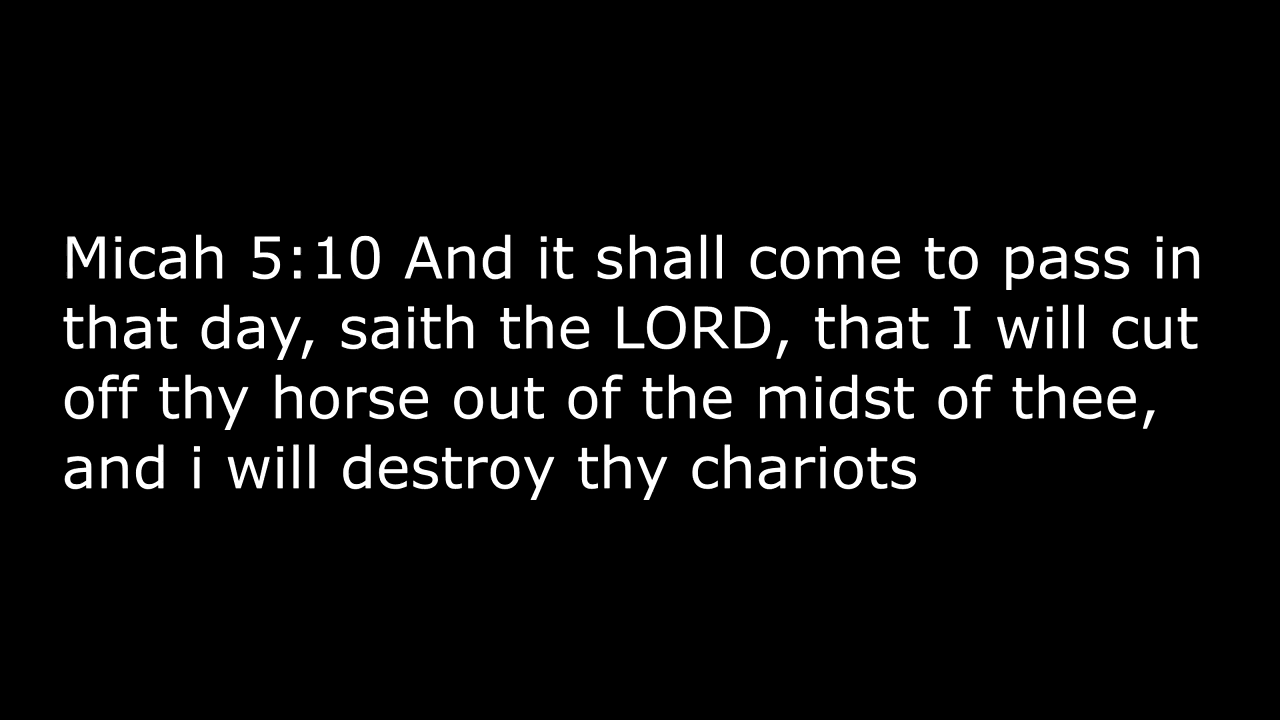 Micah 5:10 And it shall come to pass in
that day, saith the LORD, that I will cut
off thy horse out of the midst of thee,
and i will destroy thy chariots